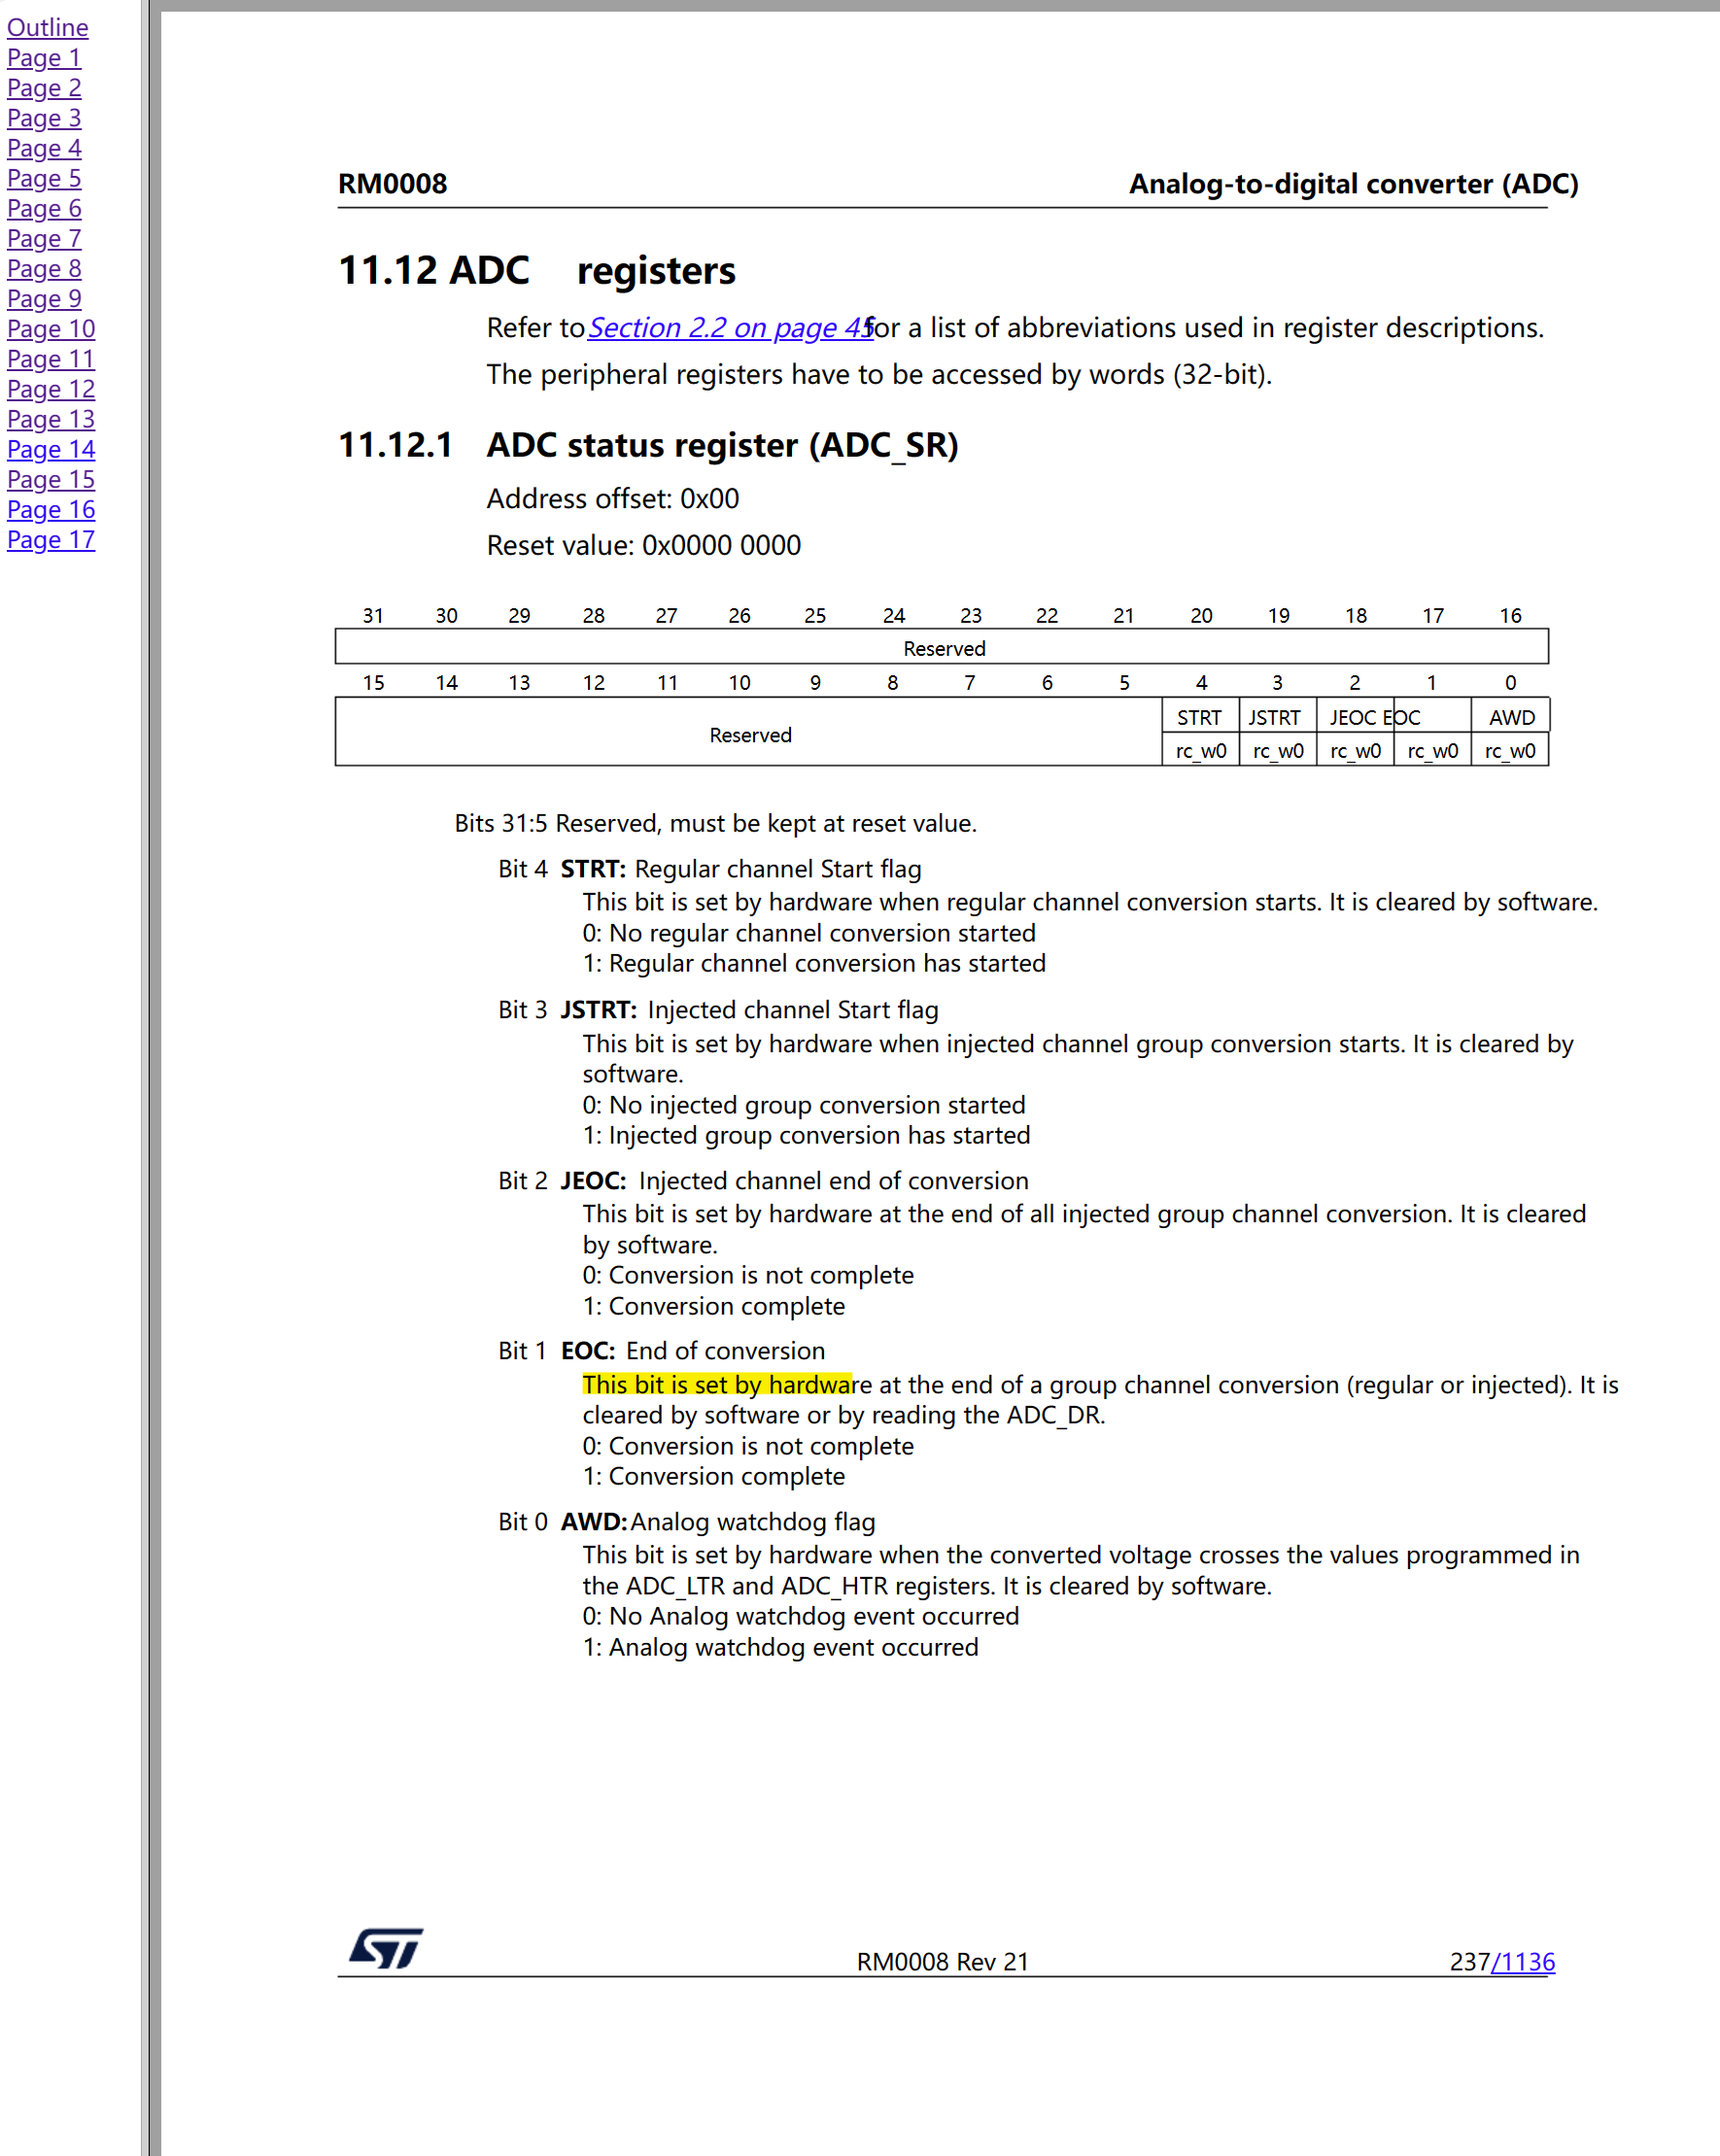 Outline
Page 1
Page 2
Page 3
Page 4
Page 5
Page 6
Page 7
Page 8
Page 9
Page 10
Page 11
Page 12
Page 13
Page 14
Page 15
Page 16
Page 17
RM0008 Analog-to-digital converter (ADC)
11.12 ADC registers
Refer to Section 2.2 on page 45 for a list of abbreviations used in register descriptions.
The peripheral registers have to be accessed by words (32-bit).
11.12.1 ADC status register (ADC_SR)
Address offset: 0x00
Reset value: 0x0000 0000
31 30 29 28 27 26 25 24 23 22 21 20 19 18 17 16
Reserved
15 14 13 12 11 10 9 8 7 6 5 4 3 2 1 0
Reserved STRT JSTRT JEOC EOC AWD
rc_w0 rc_w0 rc_w0 rc_w0 rc_w0
Bits 31:5 Reserved, must be kept at reset value.
Bit 4 STRT: Regular channel Start flag
This bit is set by hardware when regular channel conversion starts. It is cleared by software.
0: No regular channel conversion started
1: Regular channel conversion has started
Bit 3 JSTRT: Injected channel Start flag
This bit is set by hardware when injected channel group conversion starts. It is cleared by
software.
0: No injected group conversion started
1: Injected group conversion has started
Bit 2 JEOC: Injected channel end of conversion
This bit is set by hardware at the end of all injected group channel conversion. It is cleared
by software.
0: Conversion is not complete
1: Conversion complete
Bit 1 EOC: End of conversion
This bit is set by hardware at the end of a group channel conversion (regular or injected). It is
cleared by software or by reading the ADC_DR.
0: Conversion is not complete
1: Conversion complete
Bit 0 AWD: Analog watchdog flag
This bit is set by hardware when the converted voltage crosses the values programmed in
the ADC_LTR and ADC_HTR registers. It is cleared by software.
0: No Analog watchdog event occurred
1: Analog watchdog event occurred
ST
RM0008 Rev 21 237/1136